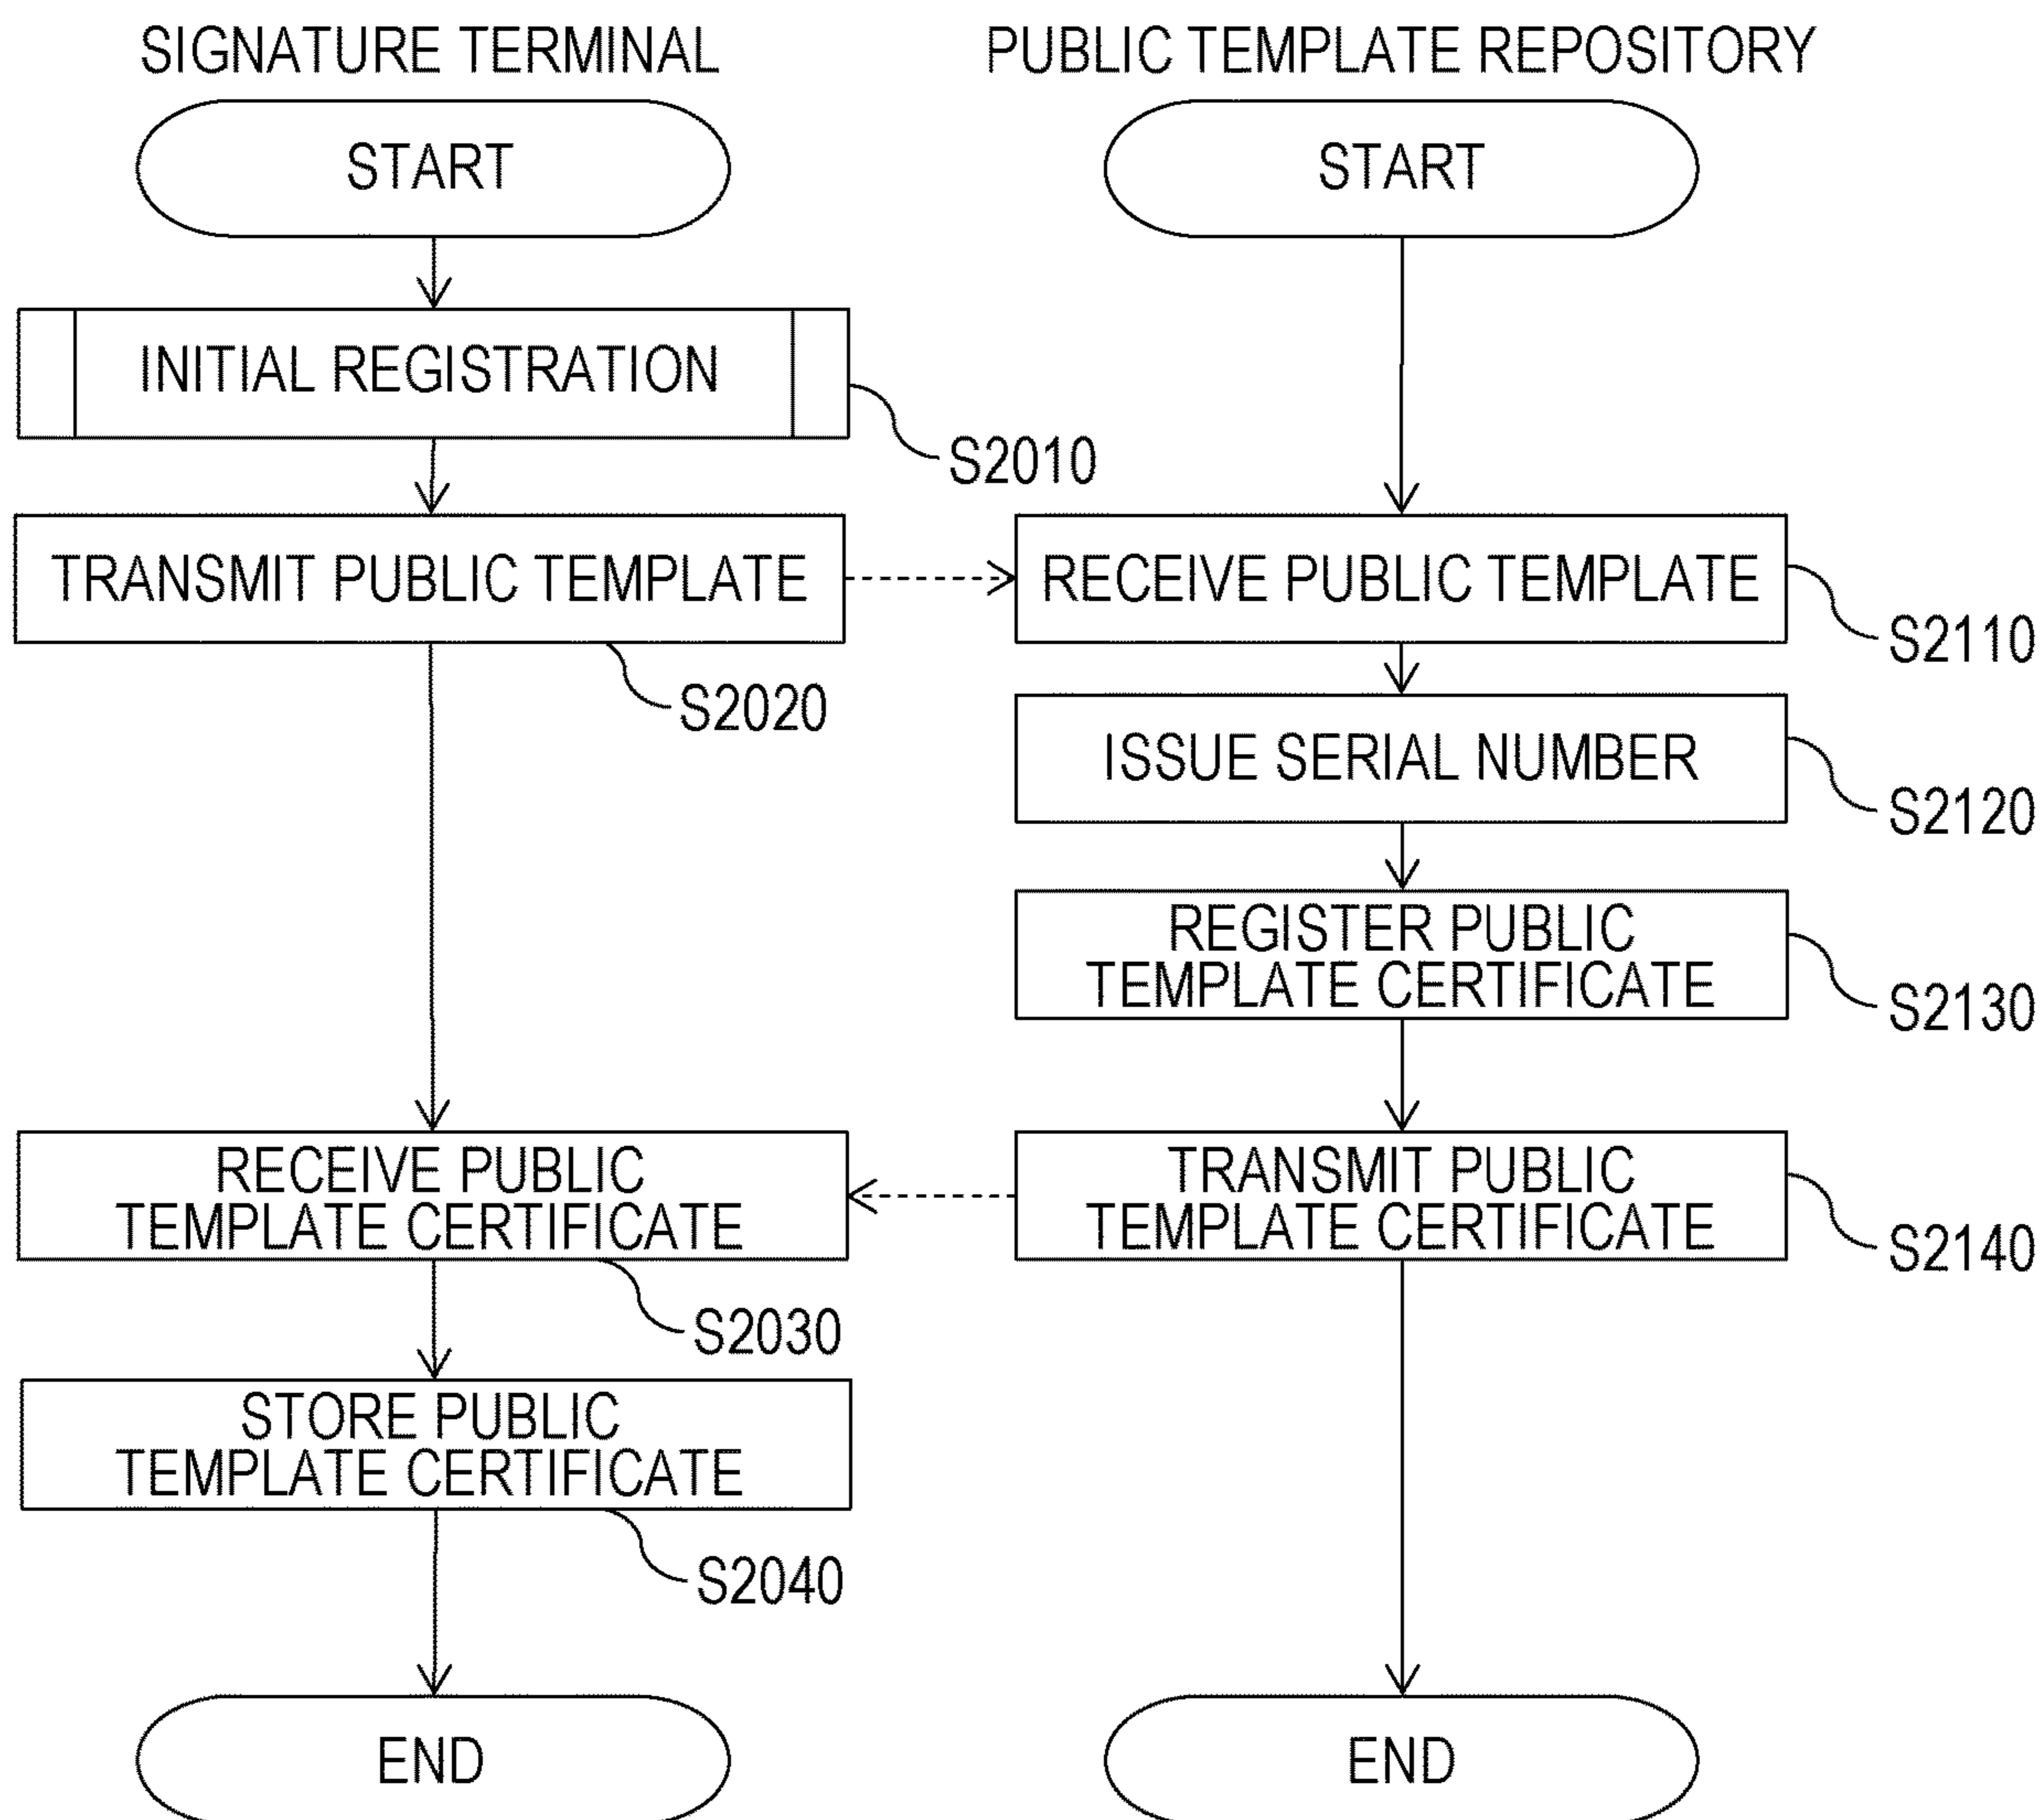 SIGNATURE TERMINAL
START
INITIAL REGISTRATION
S2010
TRANSMIT PUBLIC TEMPLATE
S2020
RECEIVE PUBLIC
TEMPLATE CERTIFICATE
S2030
STORE PUBLIC
TEMPLATE CERTIFICATE
S2040
END
PUBLIC TEMPLATE REPOSITORY
START
RECEIVE PUBLIC TEMPLATE
S2110
ISSUE SERIAL NUMBER
S2120
REGISTER PUBLIC
TEMPLATE CERTIFICATE
S2130
TRANSMIT PUBLIC
TEMPLATE CERTIFICATE
S2140
END